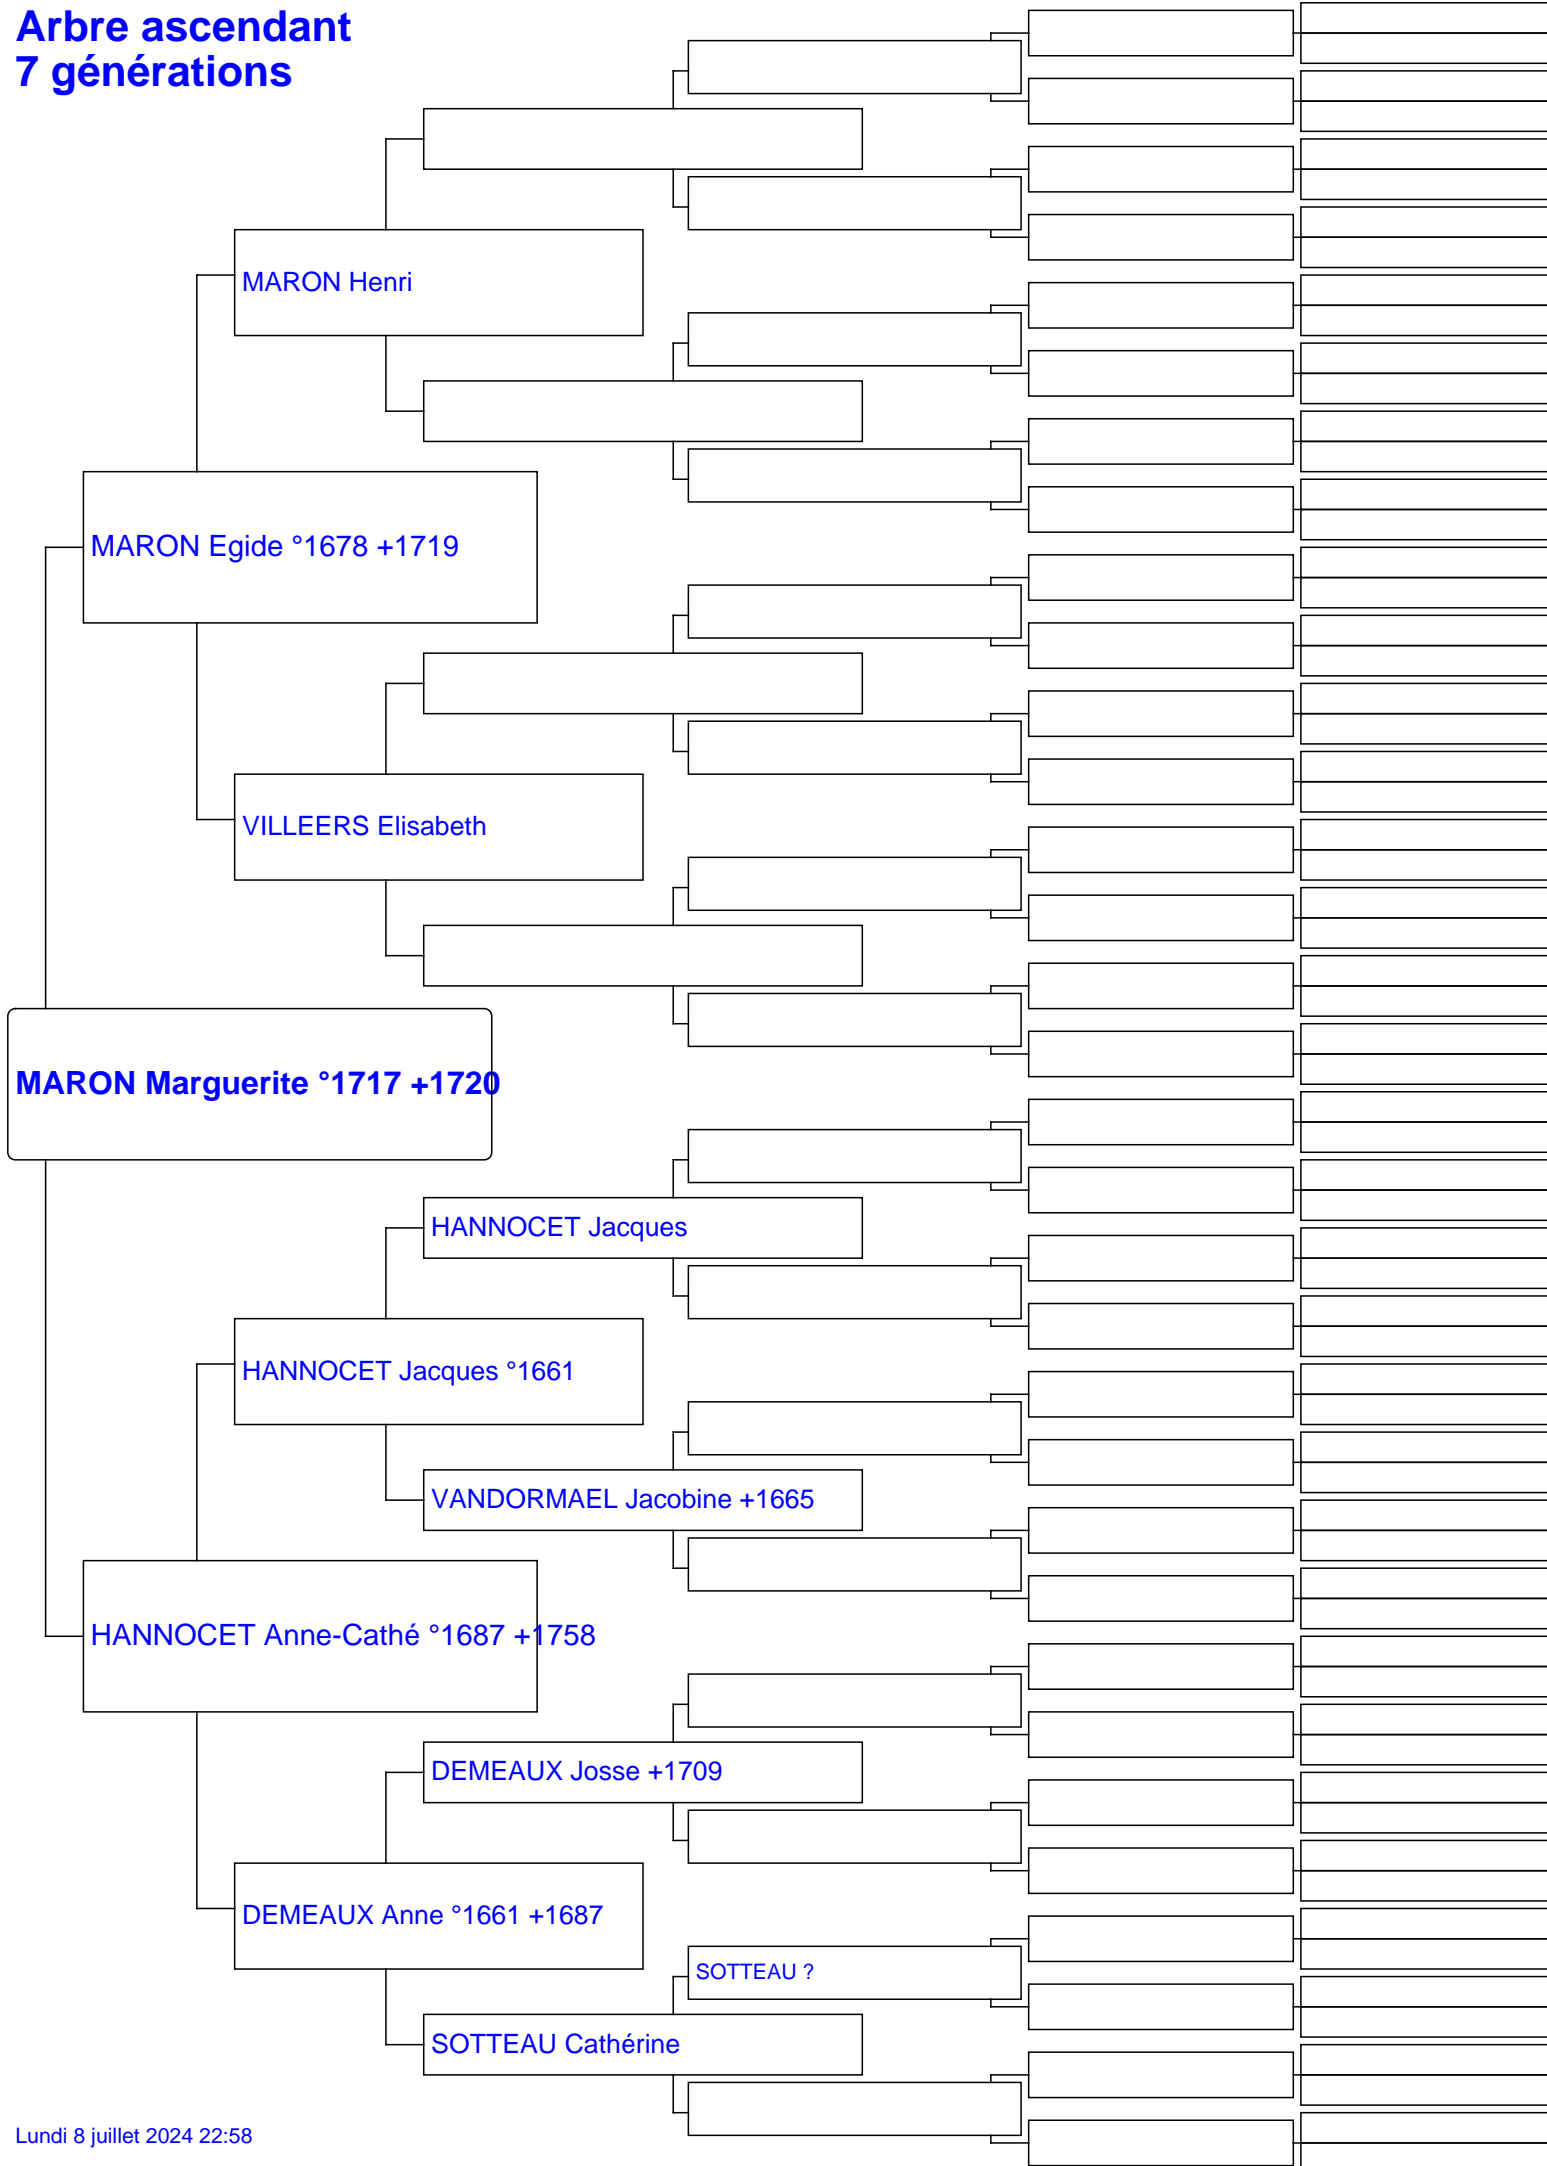 Arbre ascendant
7 générations
MARON Henri
MARON Egide °1678 +1719
VILLEERS Elisabeth
MARON Marguerite °1717 +1720
HANNOCET Jacques
HANNOCET Jacques °1661
VANDORMAEL Jacobine +1665
HANNOCET Anne-Cathé °1687 +1758
DEMEAUX Josse +1709
DEMEAUX Anne °1661 +1687
SOTTEAU ?
SOTTEAU Cathérine
Lundi 8 juillet 2024 22:58